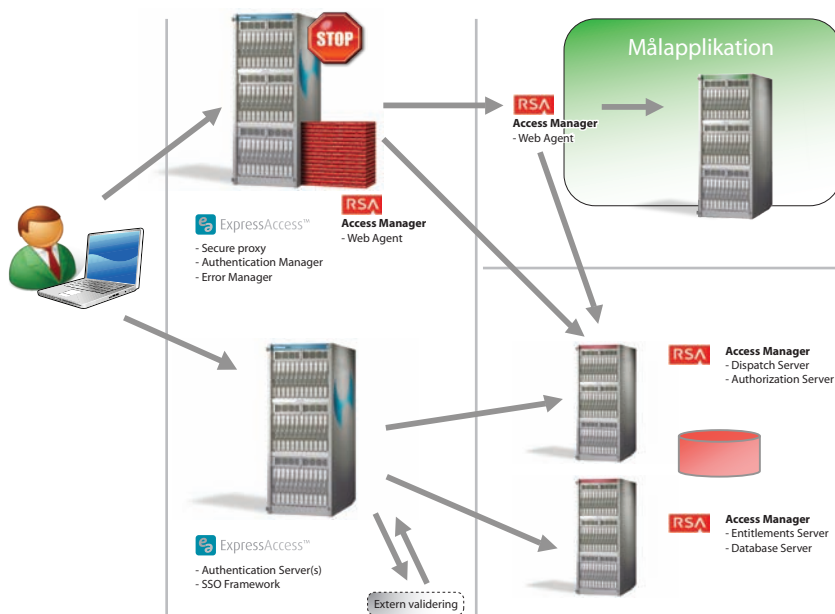 STOP
Målapplikation
RSA
Access Manager
- Web Agent
ExpressAccess™
- Secure proxy
- Authentication Manager
- Error Manager
RSA
Access Manager
- Web Agent
RSA
Access Manager
- Dispatch Server
- Authorization Server
ExpressAccess™
- Authentication Server(s)
- SSO Framework
RSA
Access Manager
- Entitlements Server
- Database Server
Extern validering